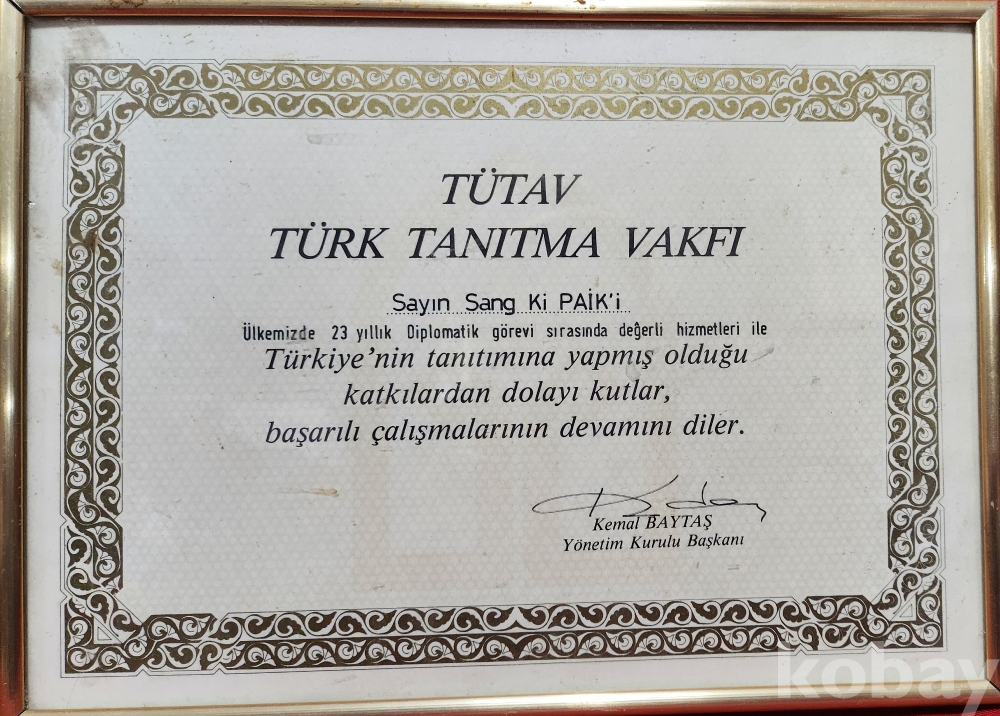 TÜTAV
TÜRK TANITMA VAKFI
Sayın Sang Ki PAİK'i
Ülkemizde 23 yıllık Diplomatik görevi sırasında değerli hizmetleri ile
Türkiye'nin tanıtımına yapmış olduğu
katkılardan dolayı kutlar,
başarılı çalışmalarının devamını diler.
Kemal BAYTAŞ
Yönetim Kurulu Başkanı
kobay